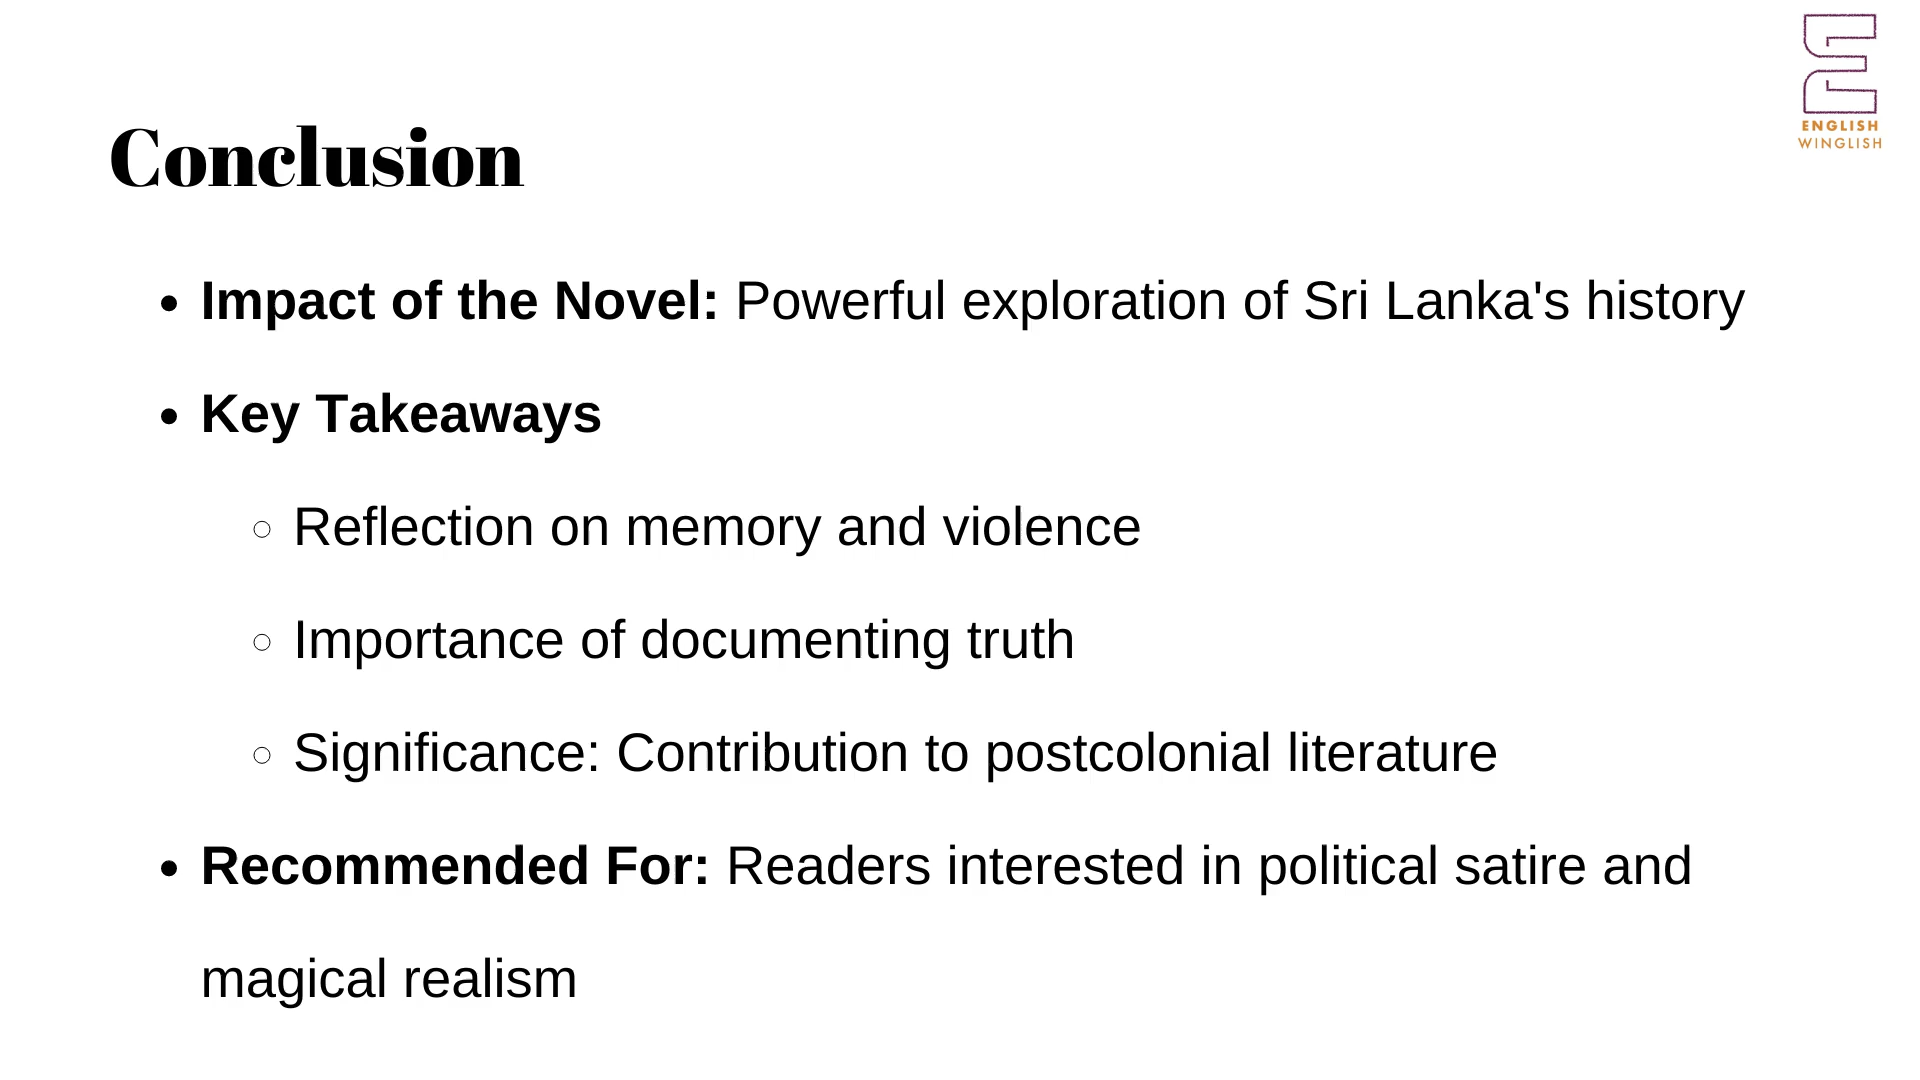 ENGLISH
WINGLISH
Conclusion
• Impact of the Novel: Powerful exploration of Sri Lanka's history
• Key Takeaways
◦ Reflection on memory and violence
◦ Importance of documenting truth
◦ Significance: Contribution to postcolonial literature
• Recommended For: Readers interested in political satire and
magical realism